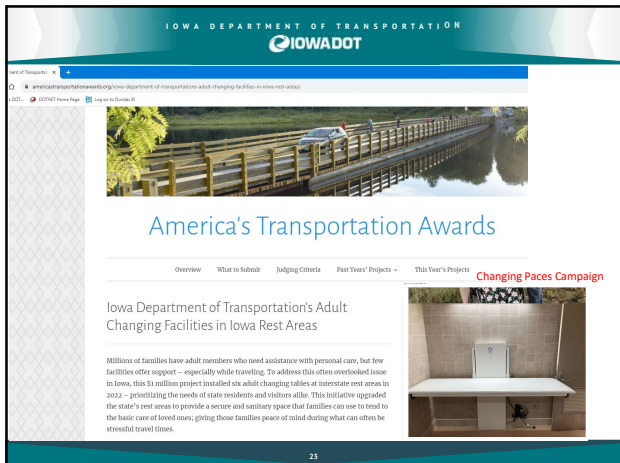 IOWA DEPARTMENT OF TRANSPORTATION
IOWADOT
ment of Transporta × +
americastransportationawards.org/iowa-department-of-transportations-adult-changing-facilities-in-iowa-rest-areas/
DOT... DOTNET Home Page Log on to Dundas BI
America's Transportation Awards
Overview What to Submit Judging Criteria Past Years' Projects This Year's Projects
Changing Paces Campaign
Iowa Department of Transportation's Adult
Changing Facilities in Iowa Rest Areas
Millions of families have adult members who need assistance with personal care, but few
facilities offer support – especially while traveling. To address this often overlooked issue
in Iowa, this $1 million project installed six adult changing tables at interstate rest areas in
2022 – prioritizing the needs of state residents and visitors alike. This initiative upgraded
the state's rest areas to provide a secure and sanitary space that families can use to tend to
the basic care of loved ones; giving those families peace of mind during what can often be
stressful travel times.
23